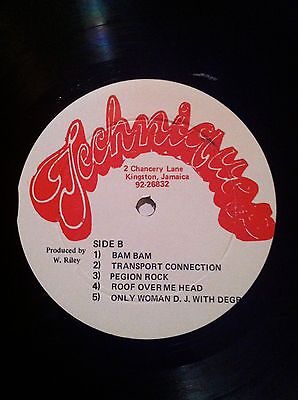 Techniques
2 Chancery Lane
Kingston, Jamaica
92-26832
Produced by
W. Riley
SIDE B
1) BAM BAM
2) TRANSPORT CONNECTION
3) PEGION ROCK
4) ROOF OVER ME HEAD
5) ONLY WOMAN D. J. WITH DEGR